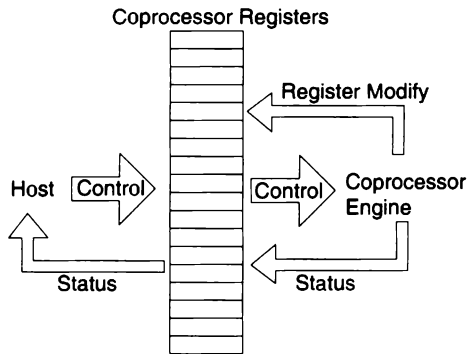 Coprocessor Registers
Register Modify
Host
Control
Control
Coprocessor
Engine
Status
Status